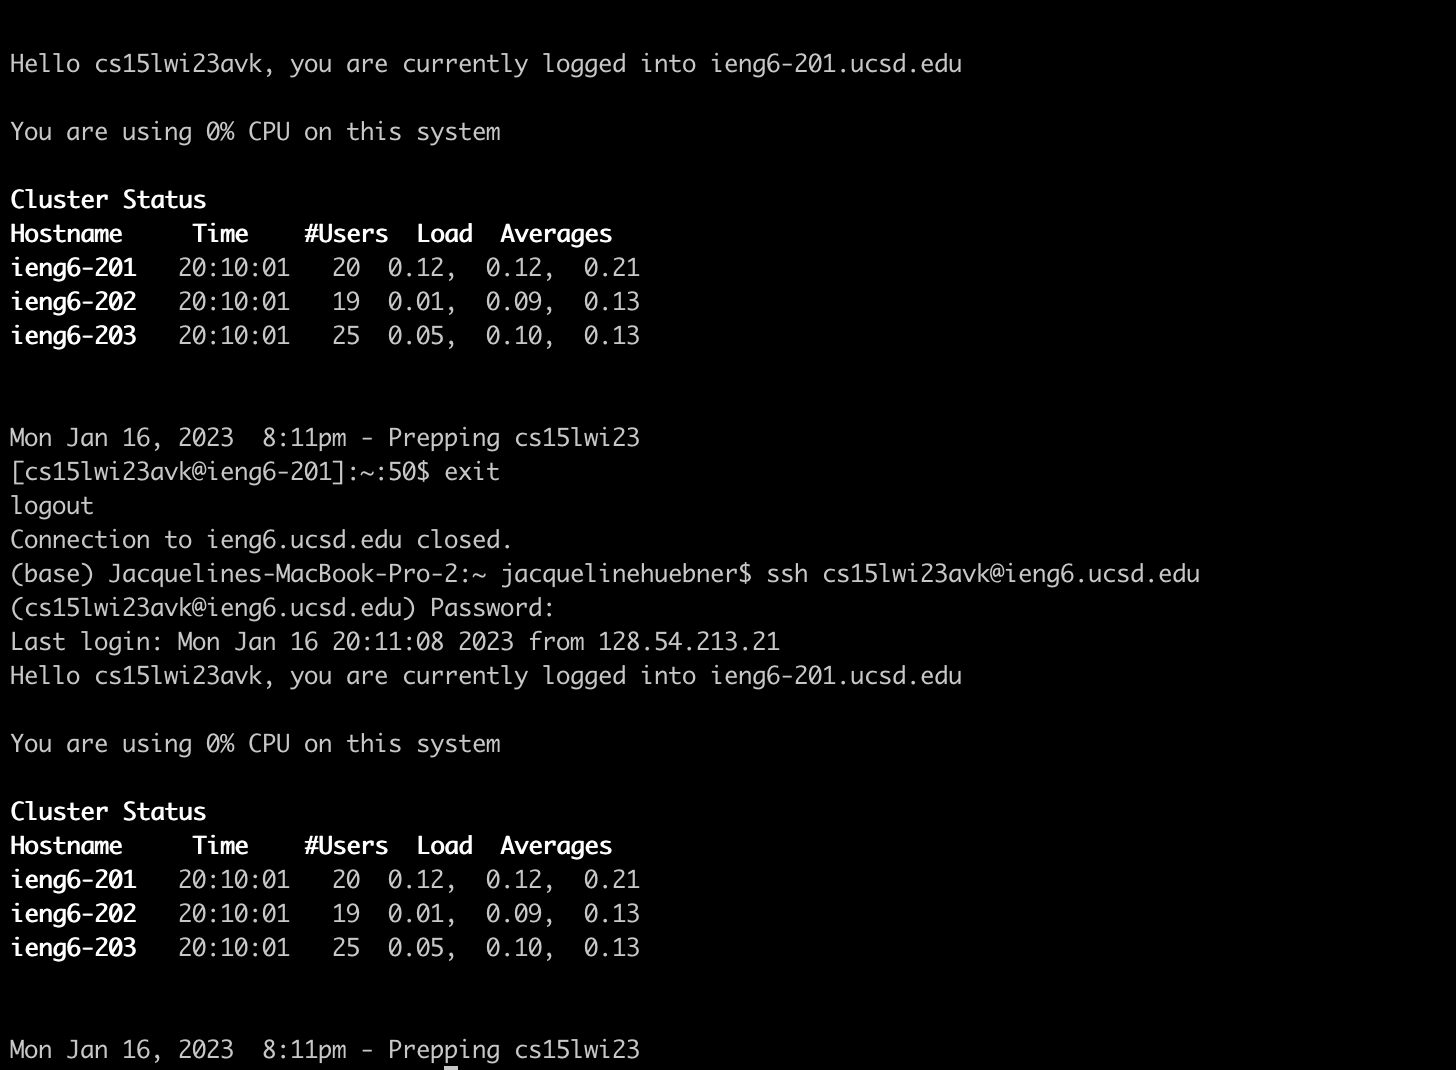 Hello cs15lwi23avk, you are currently logged into ieng6-201.ucsd.edu
You are using 0% CPU on this system
Cluster Status
Hostname     Time    #Users  Load  Averages
ieng6-201   20:10:01   20  0.12,  0.12,  0.21
ieng6-202   20:10:01   19  0.01,  0.09,  0.13
ieng6-203   20:10:01   25  0.05,  0.10,  0.13
Mon Jan 16, 2023  8:11pm - Prepping cs15lwi23
[cs15lwi23avk@ieng6-201]:~:50$ exit
logout
Connection to ieng6.ucsd.edu closed.
(base) Jacquelines-MacBook-Pro-2:~ jacquelinehuebner$ ssh cs15lwi23avk@ieng6.ucsd.edu
(cs15lwi23avk@ieng6.ucsd.edu) Password:
Last login: Mon Jan 16 20:11:08 2023 from 128.54.213.21
Hello cs15lwi23avk, you are currently logged into ieng6-201.ucsd.edu
You are using 0% CPU on this system
Cluster Status
Hostname     Time    #Users  Load  Averages
ieng6-201   20:10:01   20  0.12,  0.12,  0.21
ieng6-202   20:10:01   19  0.01,  0.09,  0.13
ieng6-203   20:10:01   25  0.05,  0.10,  0.13
Mon Jan 16, 2023  8:11pm - Prepping cs15lwi23